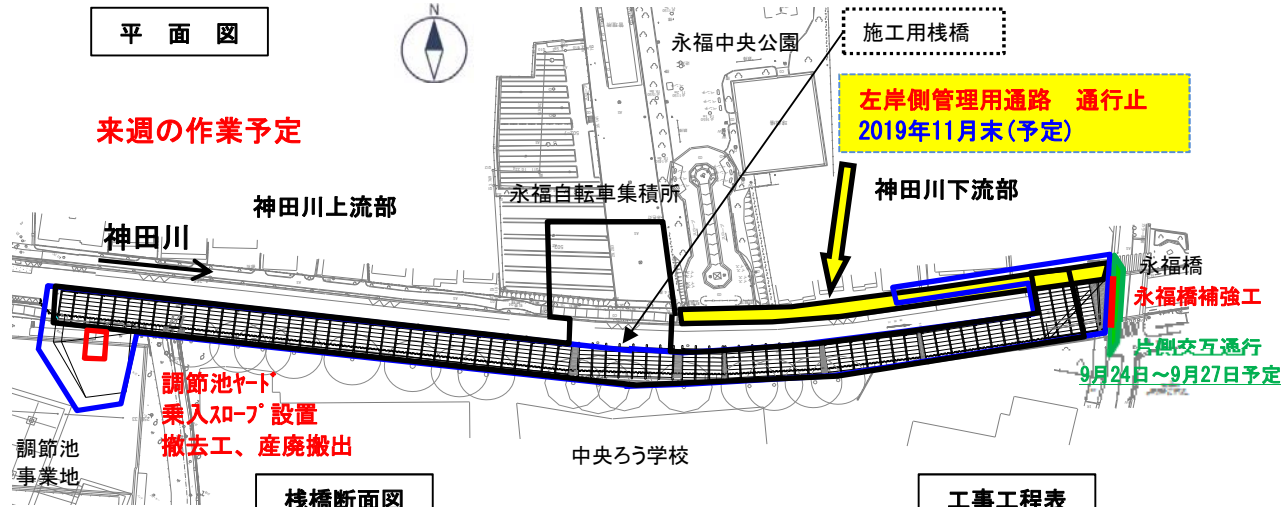 平 面 図
N
永福中央公園
施工用桟橋
左岸側管理用通路 通行止
2019年11月末(予定)
来週の作業予定
神田川上流部
永福自転車集積所
神田川下流部
神田川
永福橋
永福橋補強工
片側交互通行
9月24日～9月27日予定
調節池ヤード
乗入スロープ設置
撤去工、産廃搬出
調節池
事業地
中央ろう学校
桟橋断面図
工事工程表